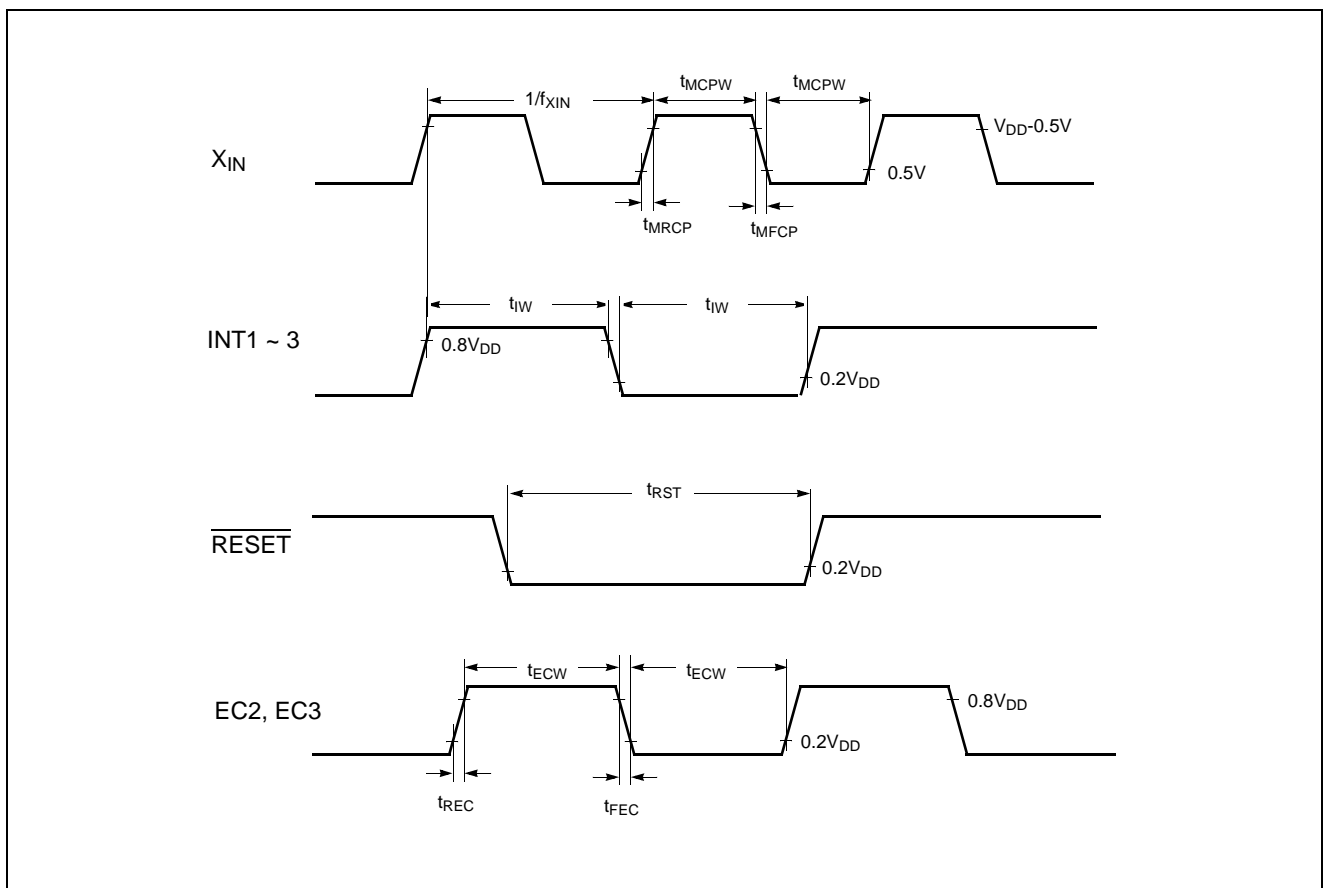 tMCPW tMCPW
1/fXIN
VDD-0.5V
XIN
0.5V
tMRCP tMFCP
tIW tIW
INT1 ~ 3
0.8VDD
0.2VDD
tRST
RESET
0.2VDD
tECW tECW
EC2, EC3
0.8VDD
0.2VDD
tREC tFEC